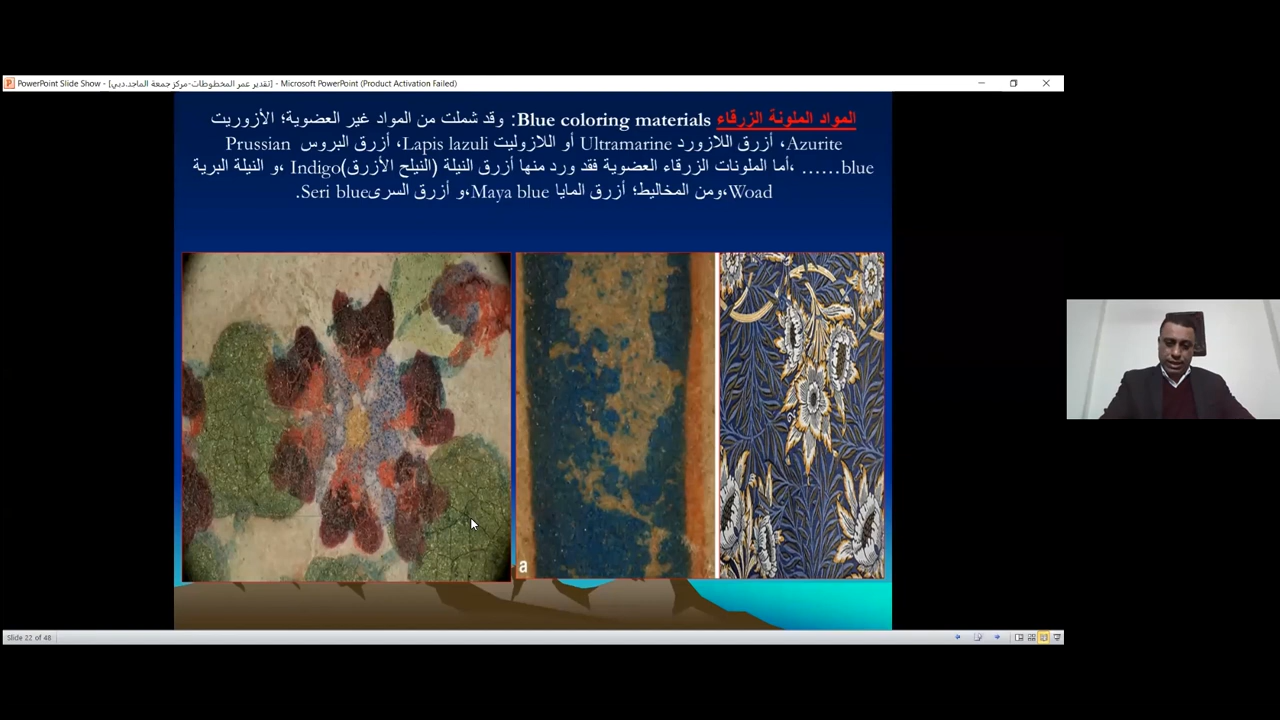 PowerPoint Slide Show - [تقدير عمر المخطوطات-مركز جمعة الماجد.دبي] - Microsoft PowerPoint (Product Activation Failed)
المواد الملونة الزرقاء Blue coloring materials: وقد شملت من المواد غير العضوية؛ الأزوريت
Azurite، أزرق اللازورد Ultramarine أو اللازوليت Lapis lazuli، أزرق البروس Prussian
blue...... ،أما الملونات الزرقاء العضوية فقد ورد منها أزرق النيلة (النيلج الأزرق)Indigo ،و النيلة البرية
Woad،ومن المخاليط؛ أزرق المايا Maya blue،و أزرق السرىSeri blue.
a
Slide 22 of 48